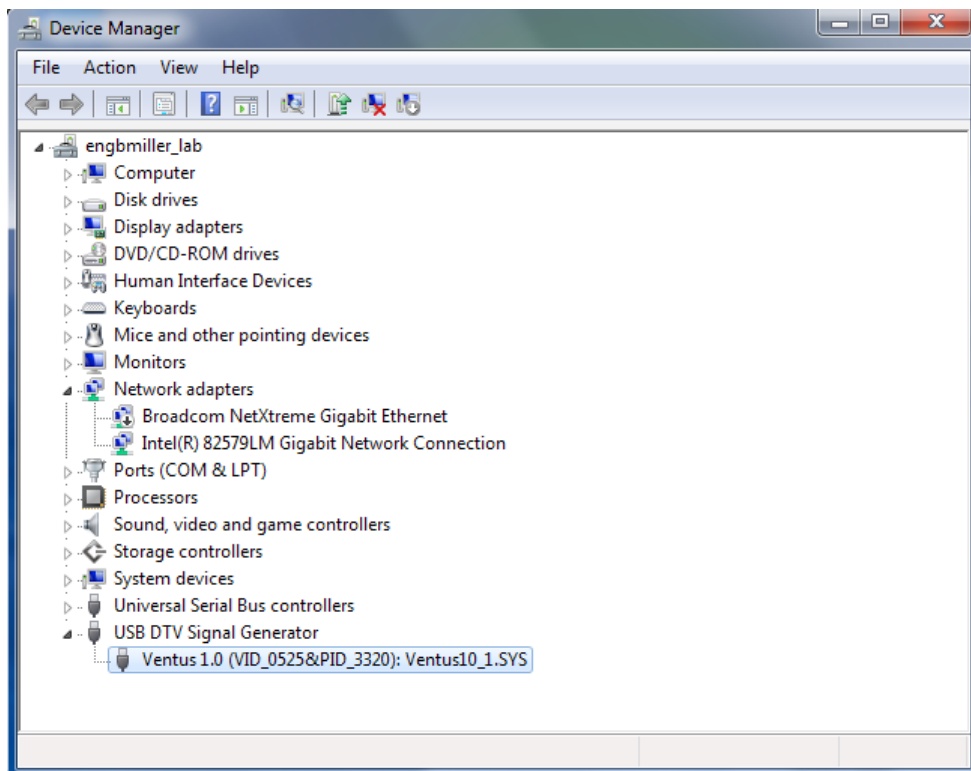 Device Manager
File Action View Help
engbmiller_lab
Computer
Disk drives
Display adapters
DVD/CD-ROM drives
Human Interface Devices
Keyboards
Mice and other pointing devices
Monitors
Network adapters
Broadcom NetXtreme Gigabit Ethernet
Intel(R) 82579LM Gigabit Network Connection
Ports (COM & LPT)
Processors
Sound, video and game controllers
Storage controllers
System devices
Universal Serial Bus controllers
USB DTV Signal Generator
Ventus 1.0 (VID_0525&PID_3320): Ventus10_1.SYS